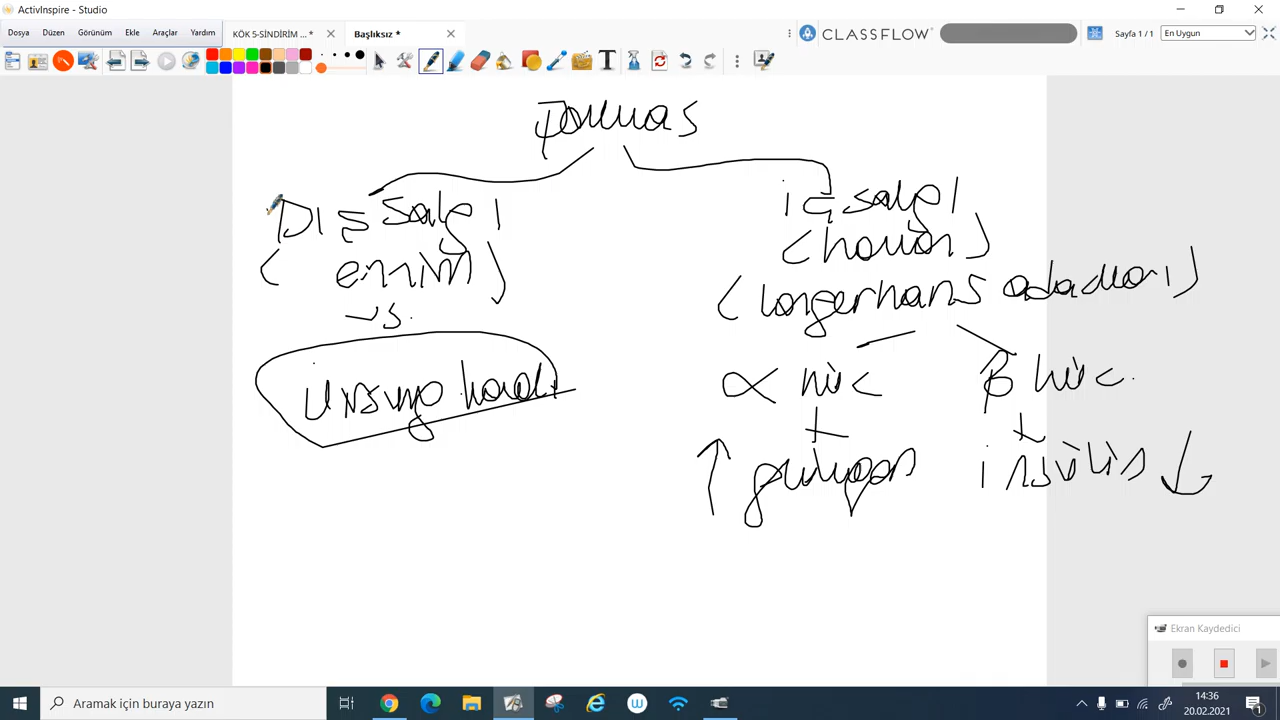 ActivInspire - Studio
Dosya Düzen Görünüm Ekle Araçlar Yardım
KÖK 5-SİNDİRİM ... *
Başlıksız *
CLASSFLOW
Sayfa 1 / 1
En Uygun
Pankreas
Dış salgı
(enzim)
iç salgı
(hormon)
(langerhans adacıkları)
α hüc
β hüc.
↑ glukagon
insülin ↓
Ekran Kaydedici
Aramak için buraya yazın
14:36
20.02.2021